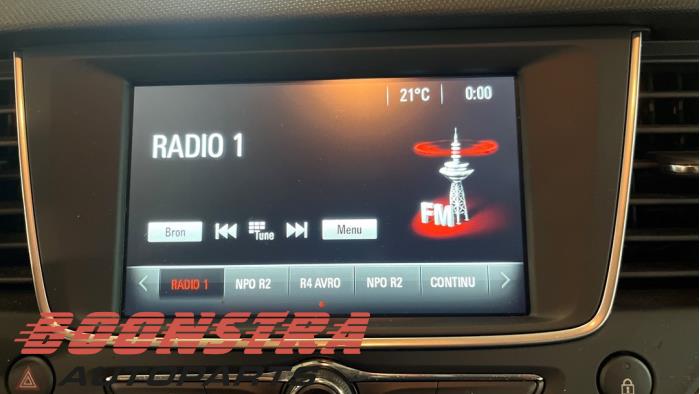 21°C 0:00
RADIO 1
FM
Bron Tune Menu
RADIO 1 NPO R2 R4 AVRO NPO R2 CONTINU
BOONSTRA
AUTOPARTS